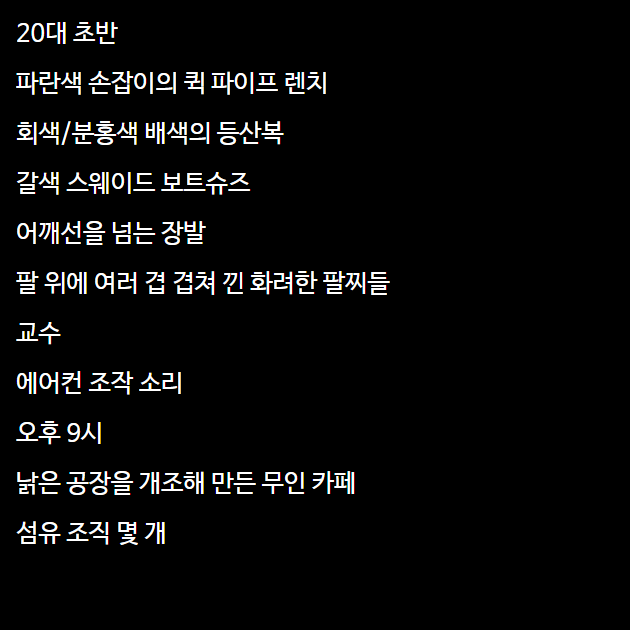 20대 초반
파란색 손잡이의 퀵 파이프 렌치
회색/분홍색 배색의 등산복
갈색 스웨이드 보트슈즈
어깨선을 넘는 장발
팔 위에 여러 겹 겹쳐 낀 화려한 팔찌들
교수
에어컨 조작 소리
오후 9시
낡은 공장을 개조해 만든 무인 카페
섬유 조직 몇 개